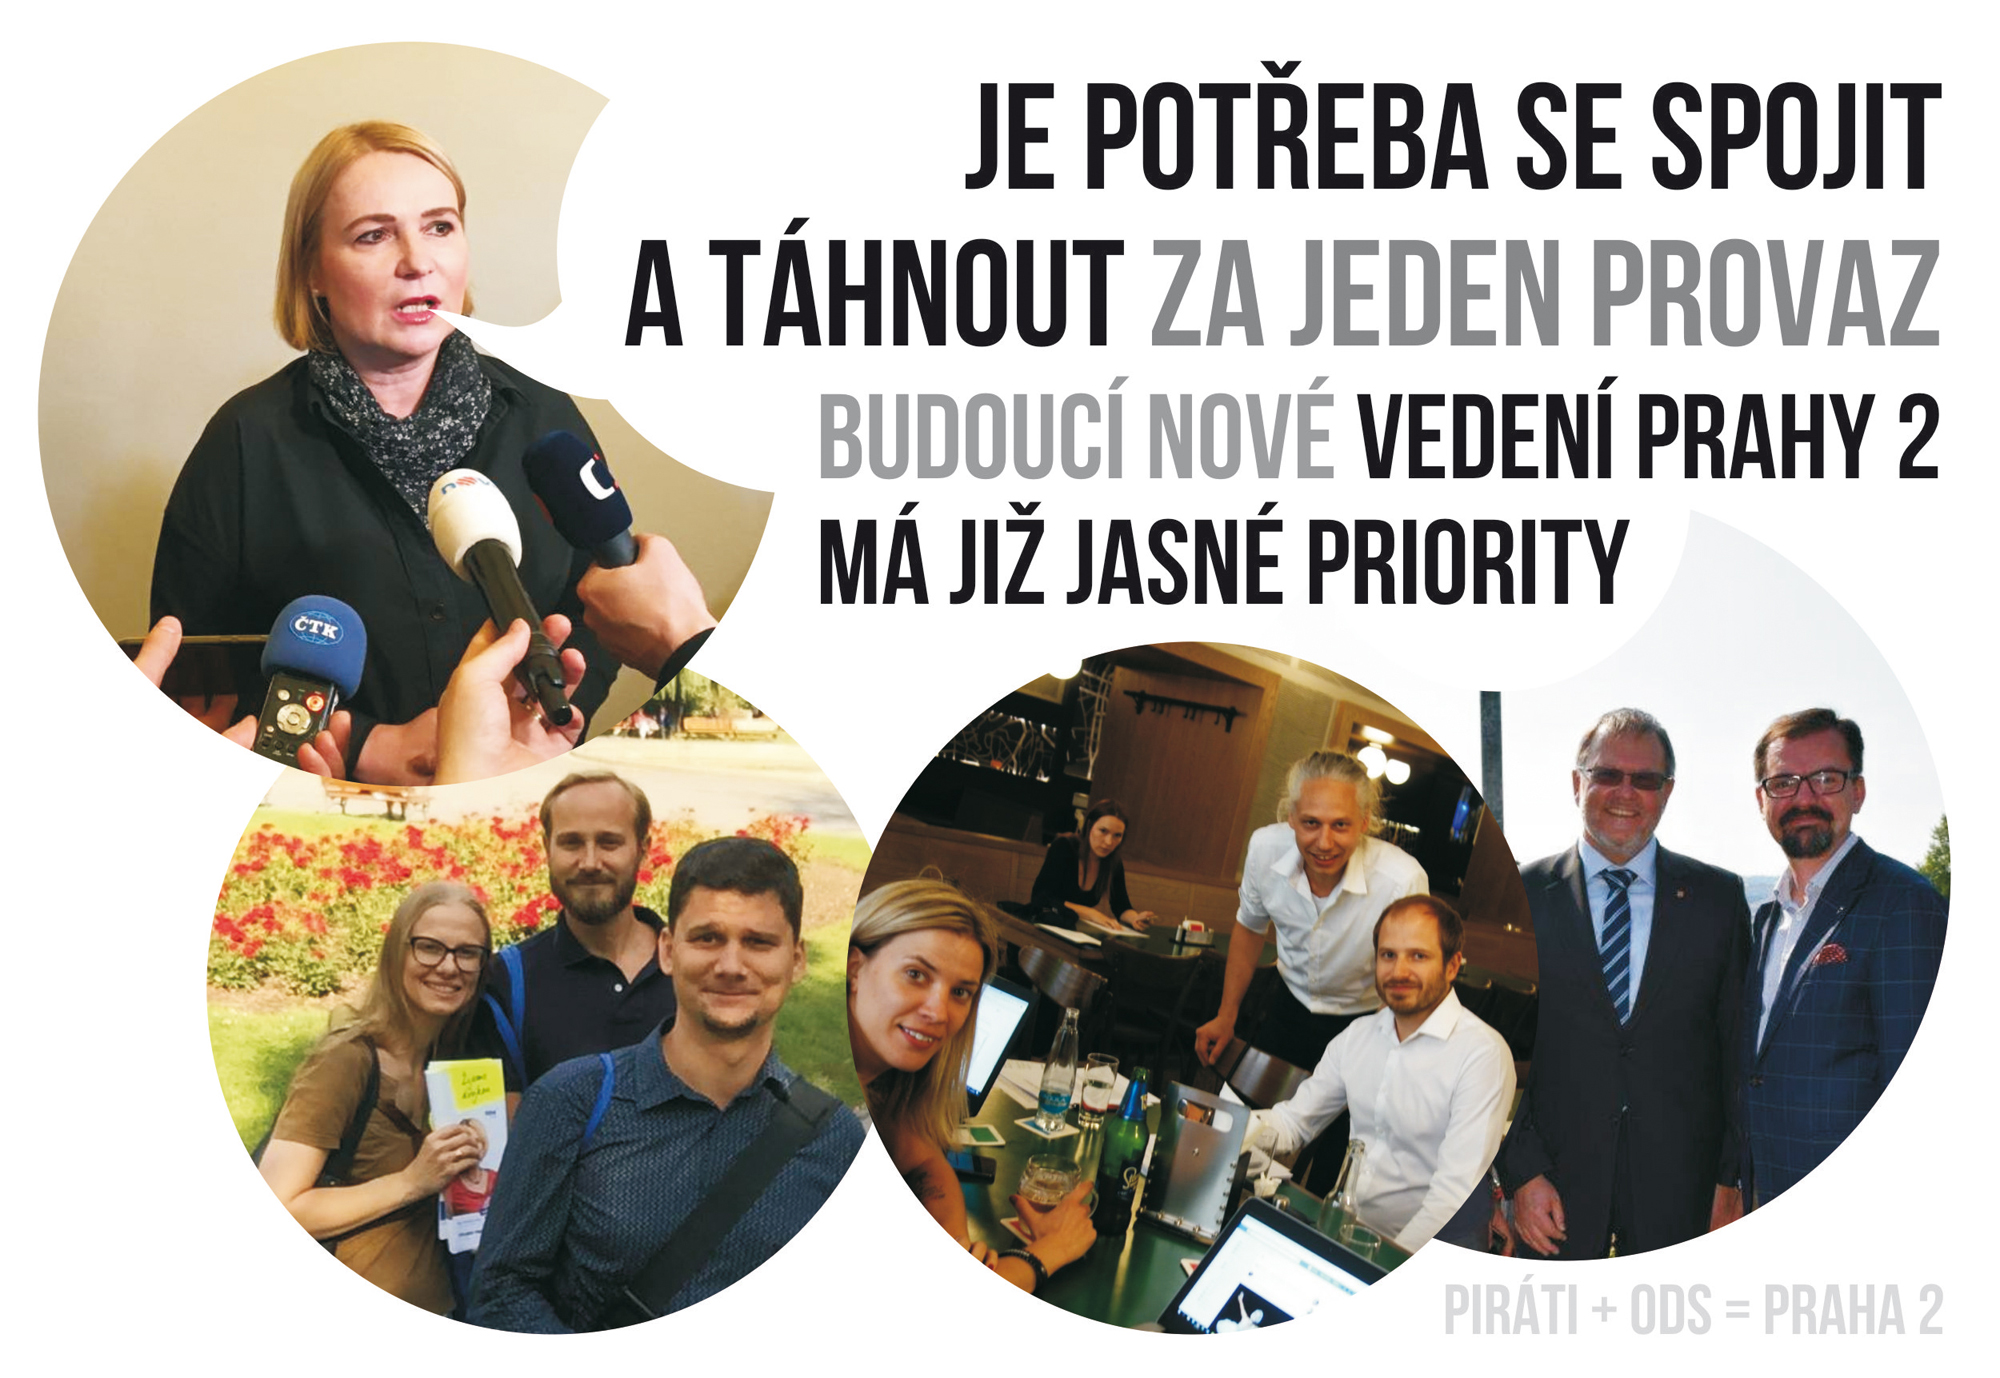 JE POTŘEBA SE SPOJIT
A TÁHNOUT ZA JEDEN PROVAZ
BUDOUCÍ NOVÉ VEDENÍ PRAHY 2
MÁ JIŽ JASNÉ PRIORITY
ČTK
PIRÁTI + ODS = PRAHA 2